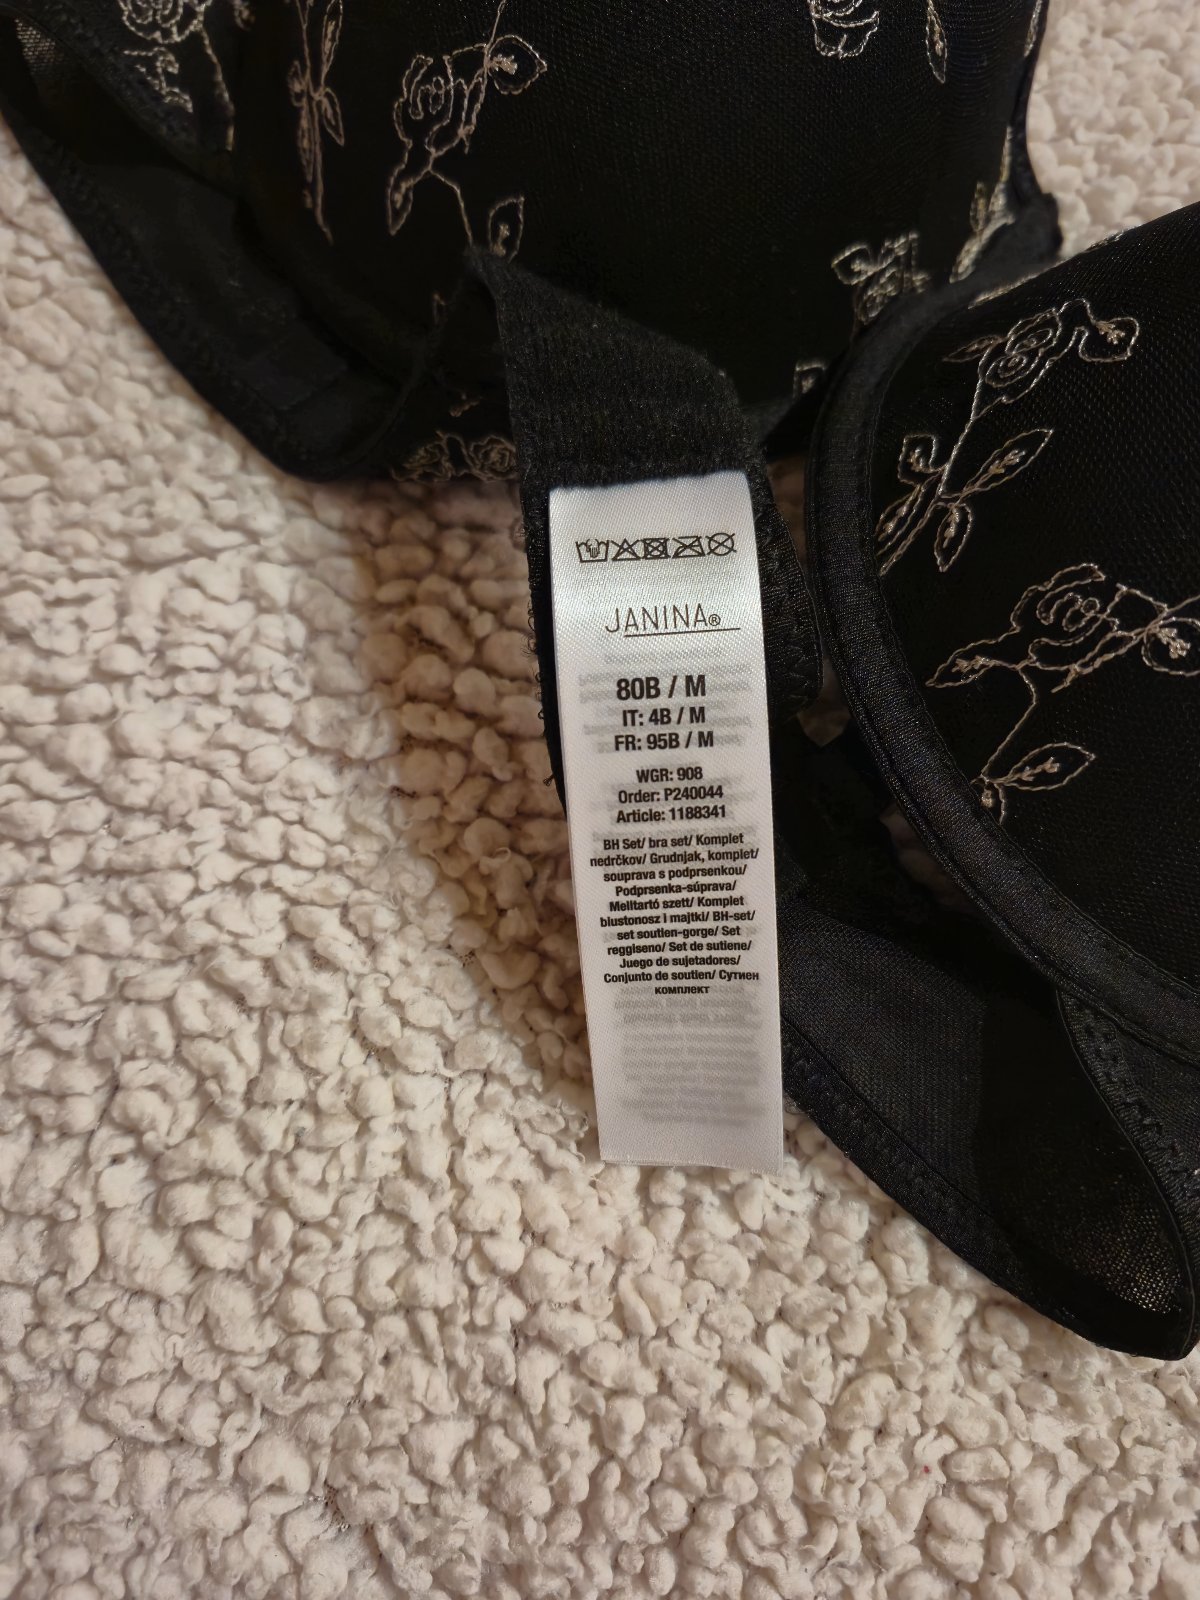 JANINA®
80B / M
IT: 4B / M
FR: 95B / M
WGR: 908
Order: P240044
Article: 1188341
BH Set/ bra set/ Komplet
nedrčkov/ Grudnjak, komplet/
souprava s podprsenkou/
Podprsenka-súprava/
Melltartó szett/ Komplet
biustonosz i majtki/ BH-set/
set soutien-gorge/ Set
reggiseno/ Set de sutiene/
Juego de sujetadores/
Conjunto de soutien/ Сутиен
комплект